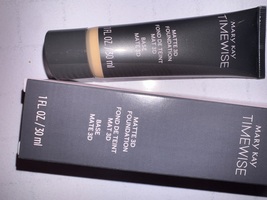 MARY KAY
TIMEWISE
MATTE 3D
FOUNDATION
FOND DE TEINT
MAT 3D
BASE
MATE 3D
1 FL. OZ. / 30 ml
MARY KAY
TIMEWISE
MATTE 3D
FOUNDATION
FOND DE TEINT
MAT 3D
BASE
MATE 3D
1 FL. OZ. / 30 ml